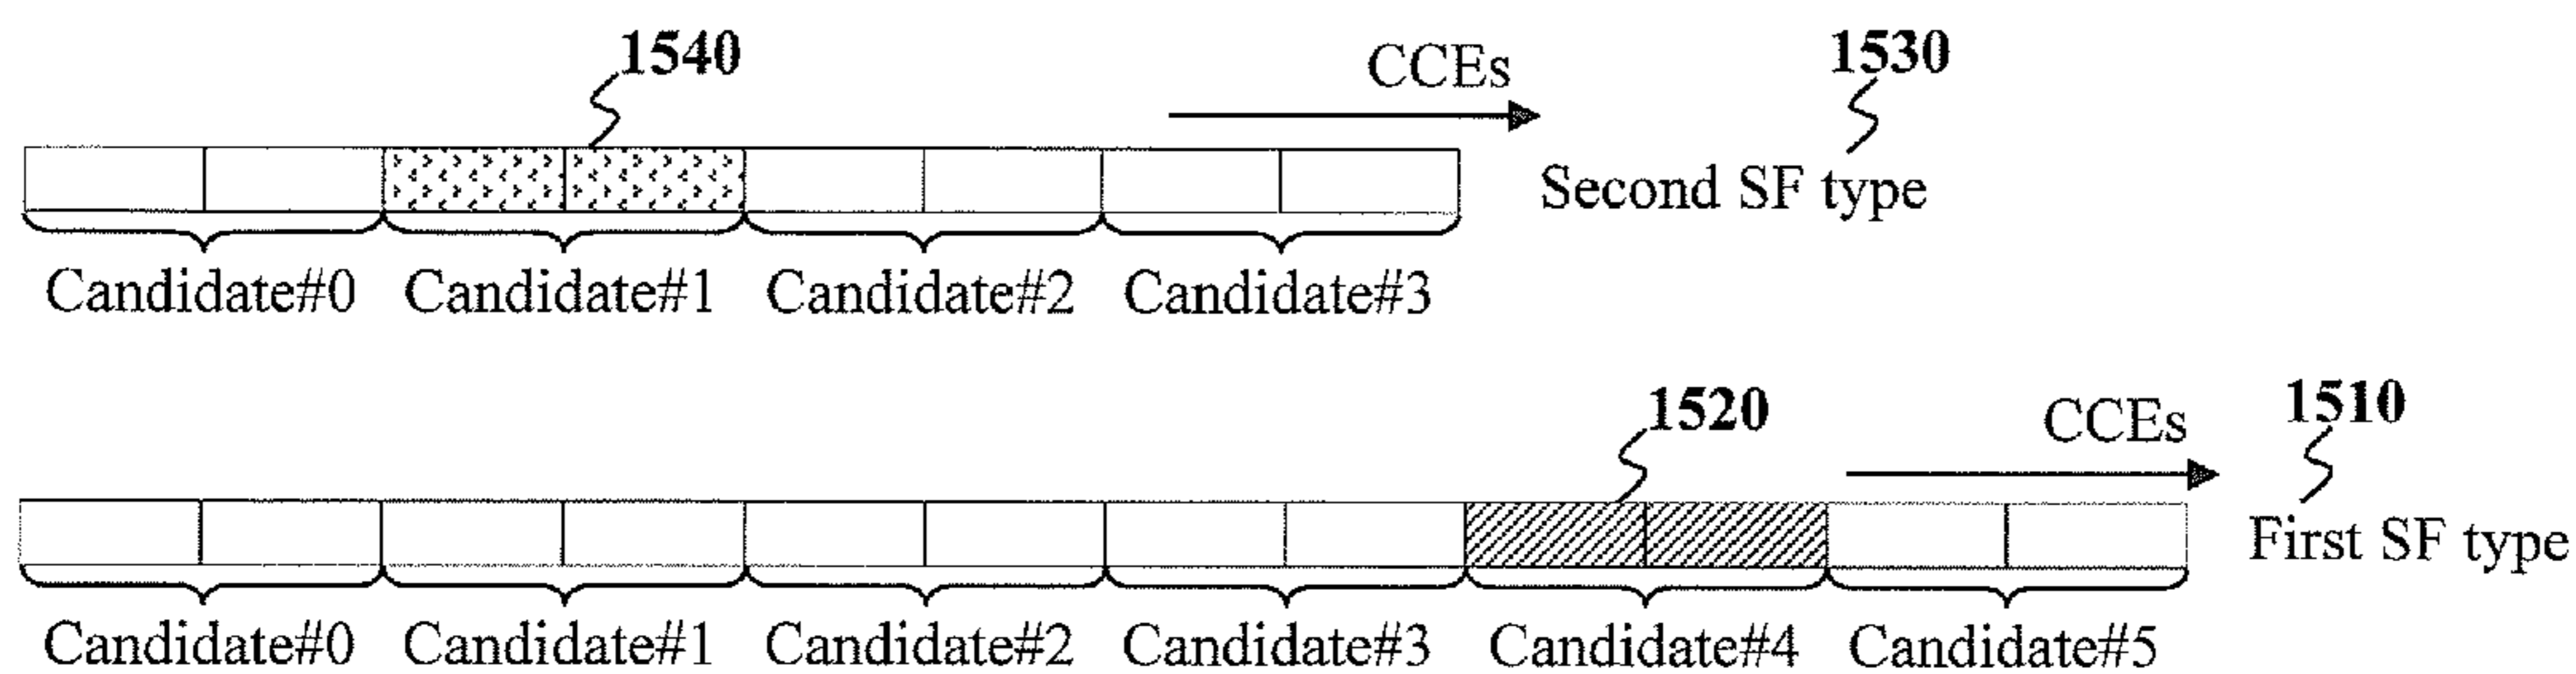 1540
CCEs
1530
Second SF type
Candidate#0 Candidate#1 Candidate#2 Candidate#3
1520
CCEs
1510
First SF type
Candidate#0 Candidate#1 Candidate#2 Candidate#3 Candidate#4 Candidate#5